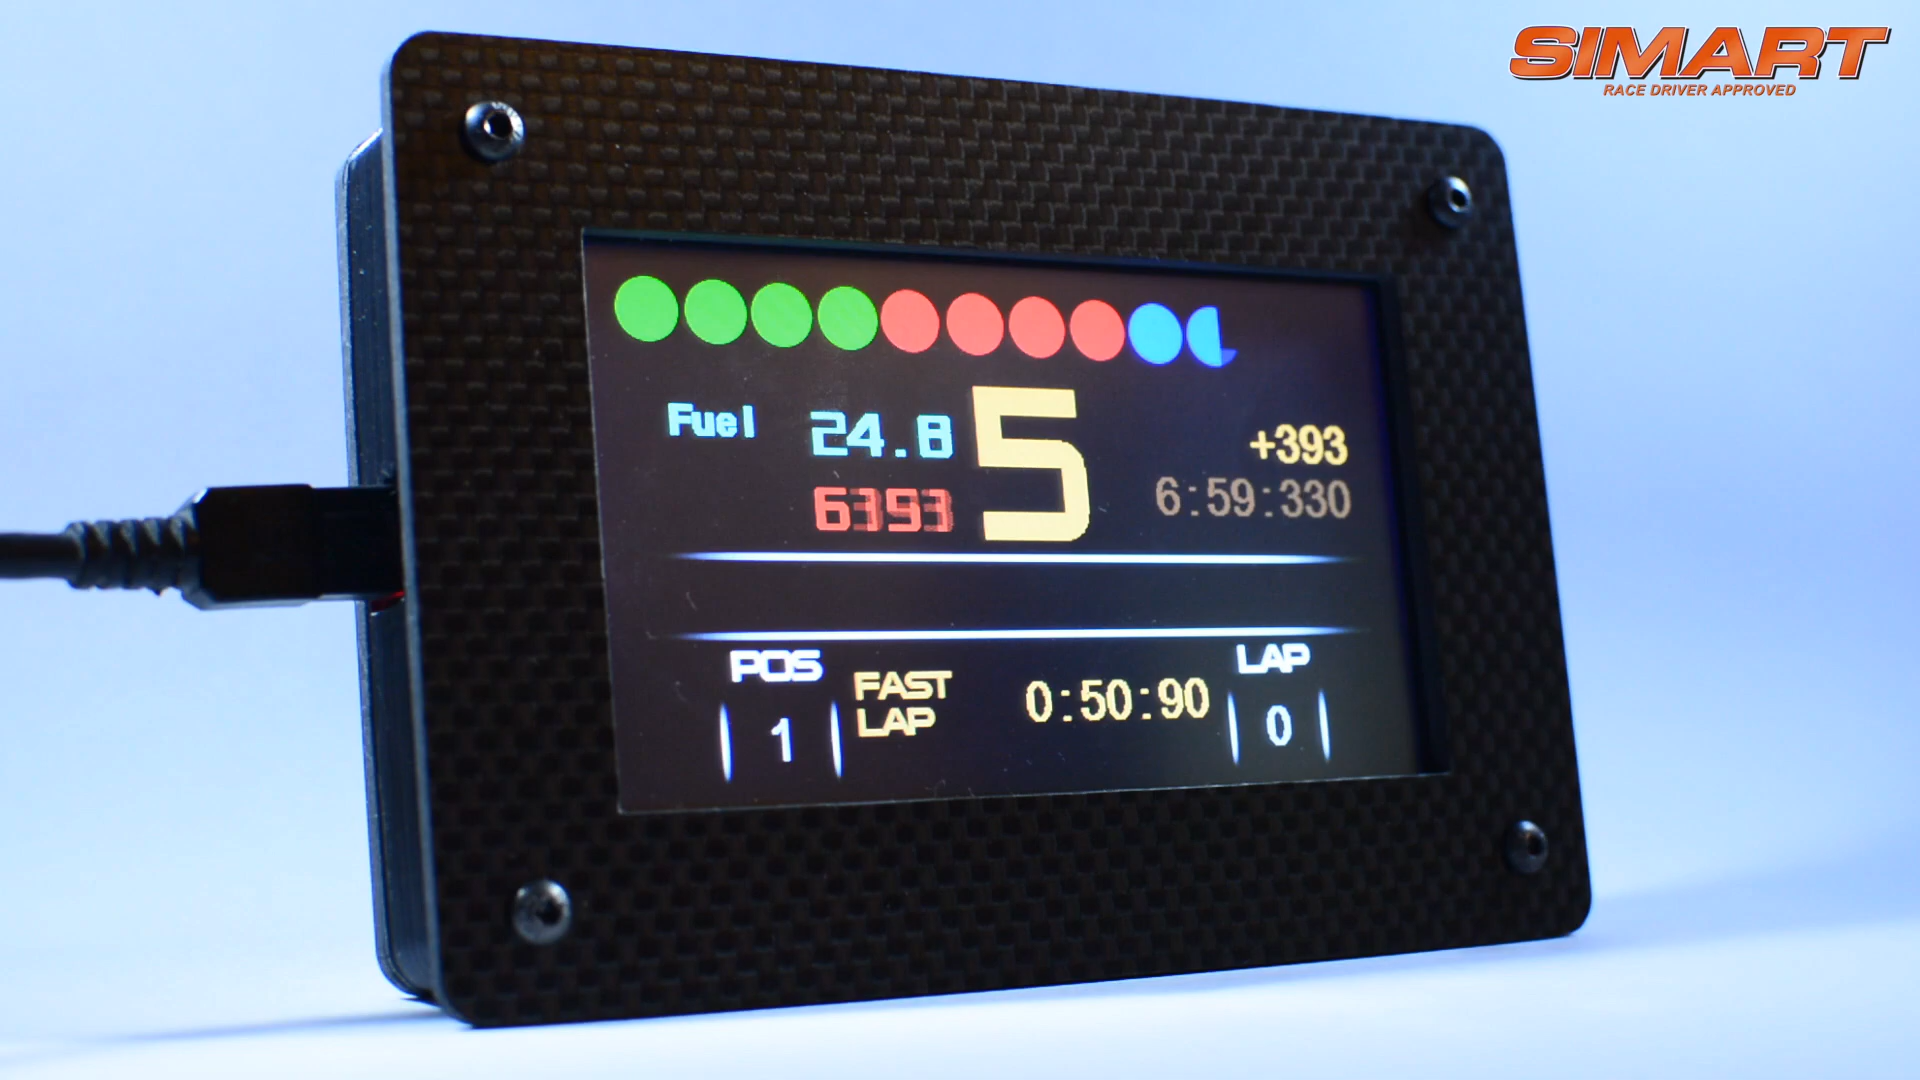 SIMART
RACE DRIVER APPROVED
Fuel
24.8
5
+393
6393
6:59:330
POS
1
FAST
LAP
0:50:90
LAP
0